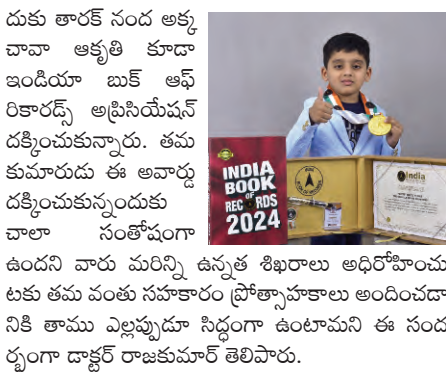 దుకు తారక్ నంద అక్క
చావా ఆకృతి కూడా
ఇండియా బుక్ ఆఫ్
రికార్డ్స్ అప్రిసియేషన్
దక్కించుకున్నారు. తమ
కుమారుడు ఈ అవార్డు
దక్కించుకున్నందుకు
చాలా సంతోషంగా
ఉందని వారు మరిన్ని ఉన్నత శిఖరాలు అధిరోహించు
టకు తమ వంతు సహకారం ప్రోత్సాహకాలు అందించడా
నికి తాము ఎల్లప్పుడూ సిద్ధంగా ఉంటామని ఈ సంద
ర్భంగా డాక్టర్ రాజకుమార్ తెలిపారు.
INDIA
BOOK
OF
RECORDS
2024
India